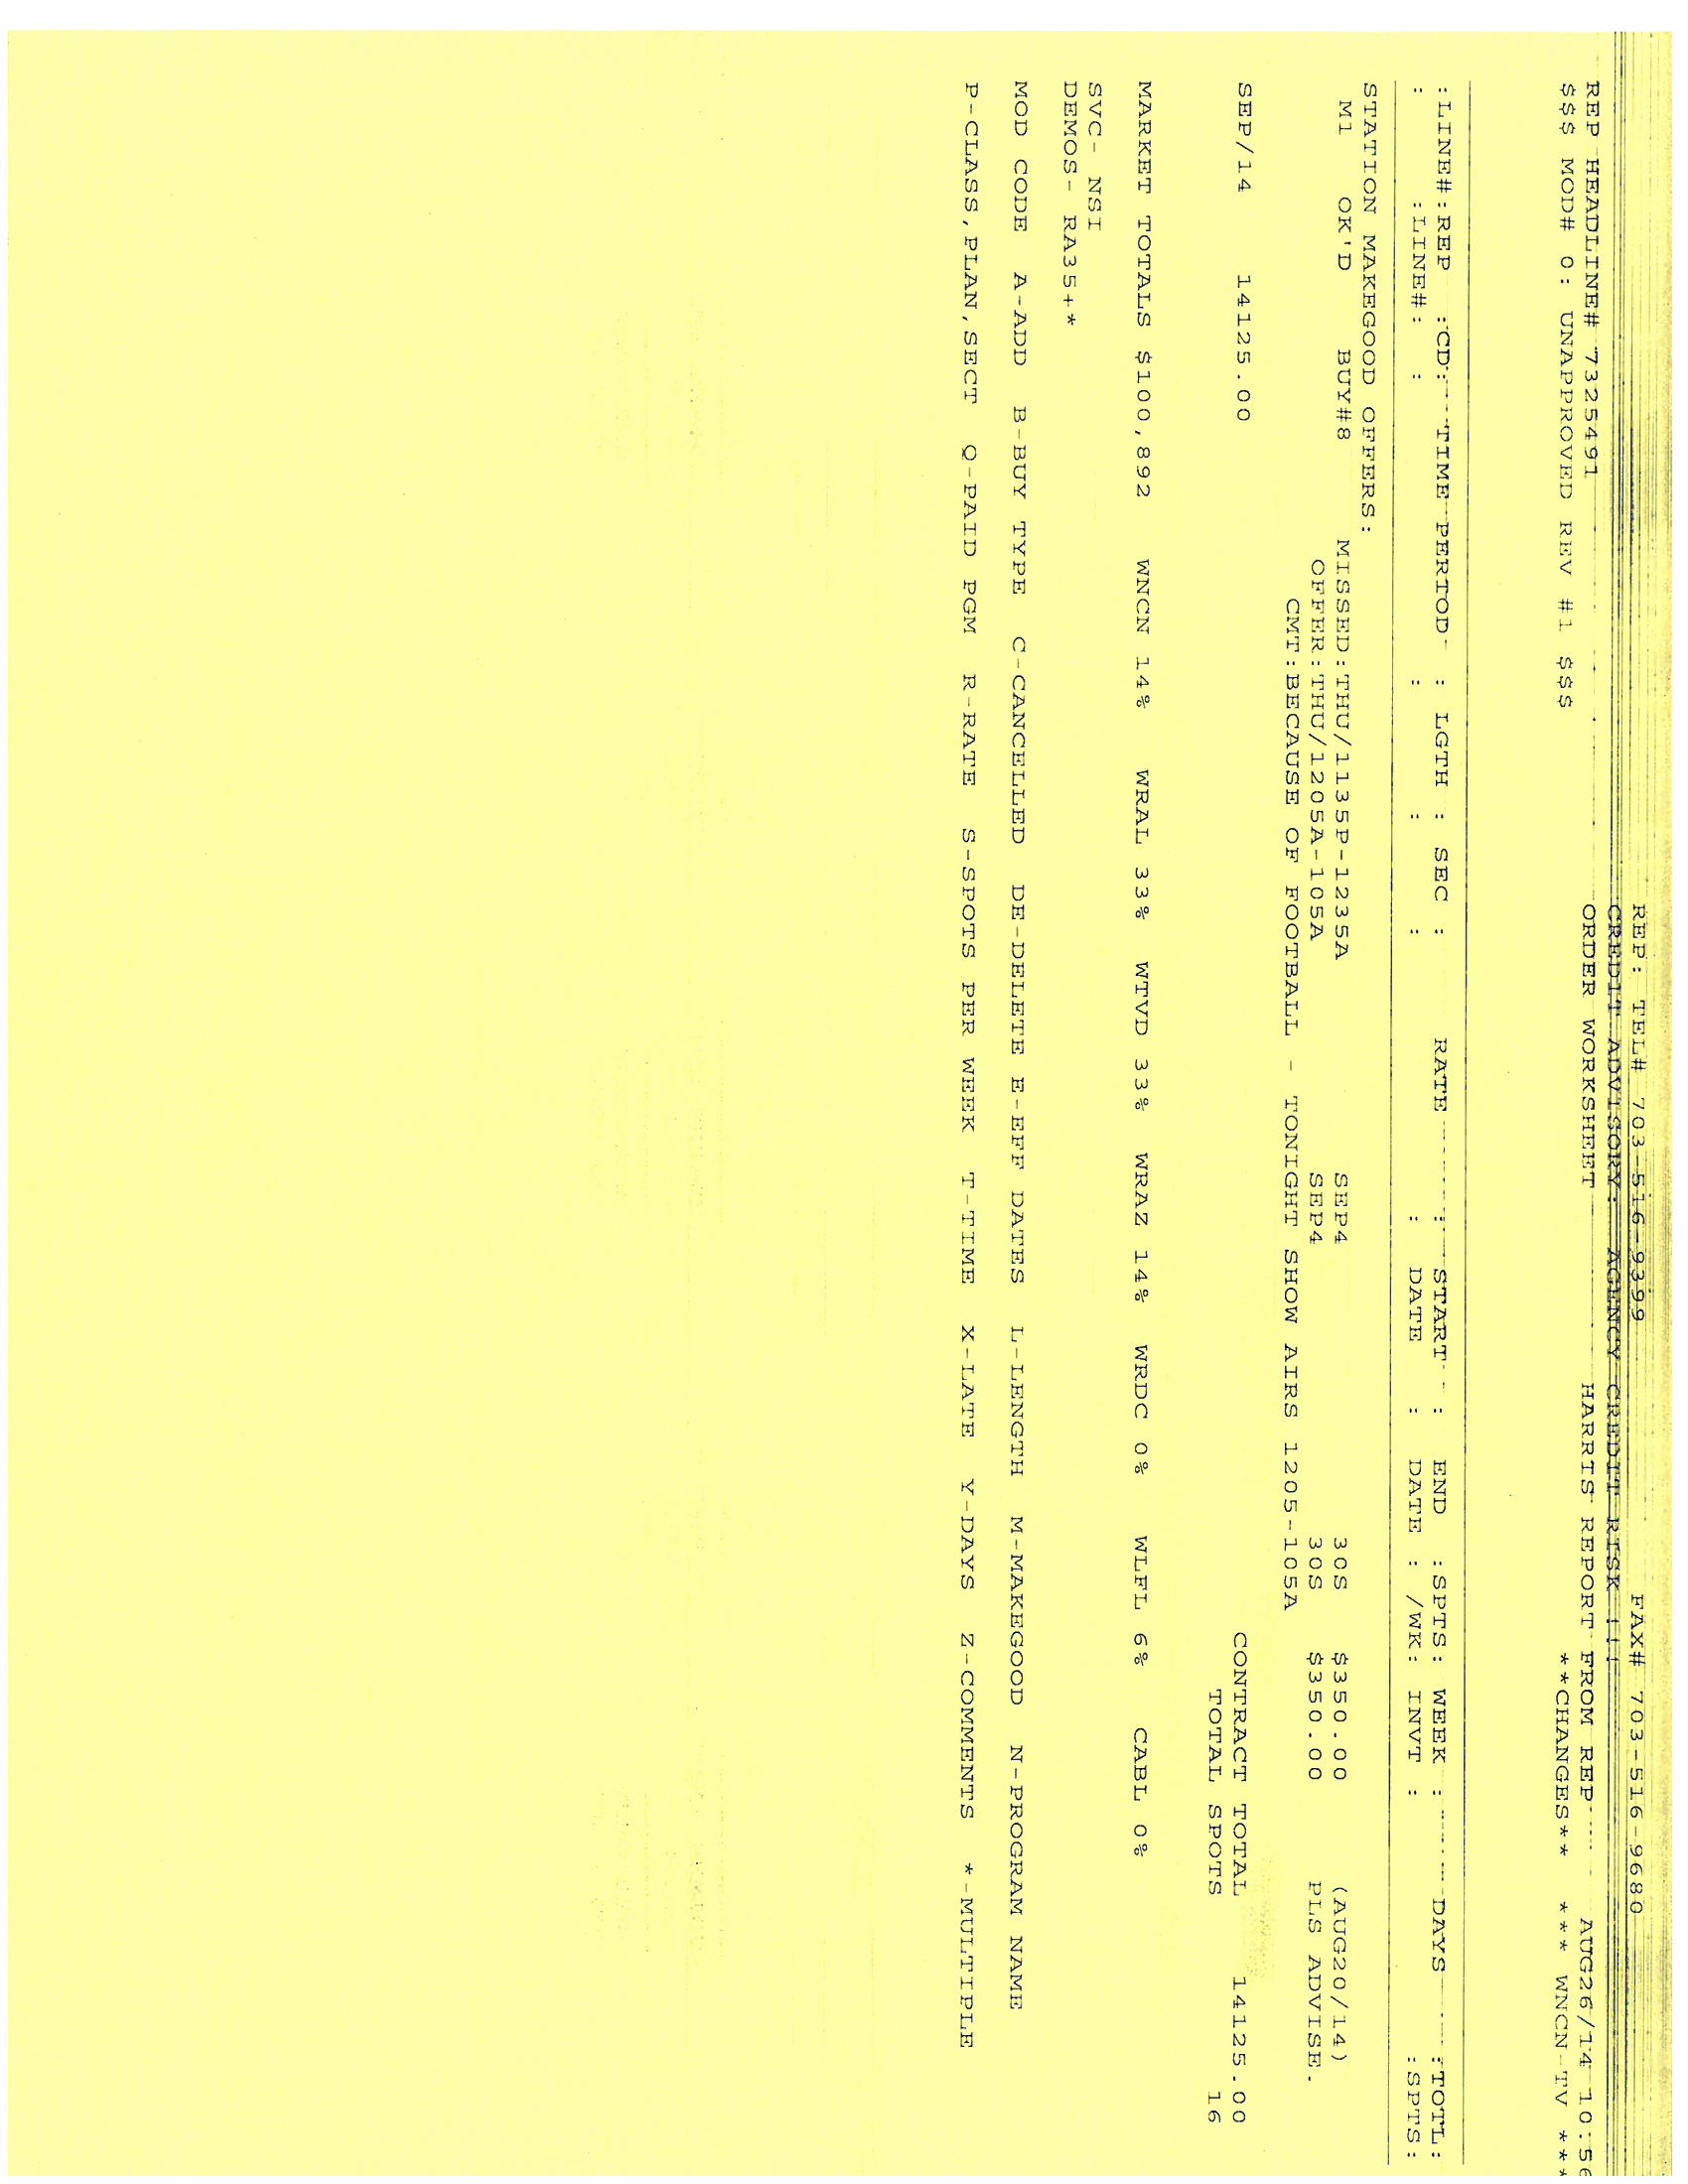 REP: TEL# 703-516-9399 FAX# 703-516-9680
CREDIT ADVISORY: AGENCY CREDIT RISK !!!
REP HEADLINE# 7325491 ORDER WORKSHEET HARRIS REPORT FROM REP AUG26/14 10:56
$$$ MOD# 0: UNAPPROVED REV #1 $$$ **CHANGES** *** WNCN-TV ***
:LINE#:REP :CD: TIME PERIOD : LGTH : SEC : RATE : START : END :SPTS: WEEK : DAYS :TOTL:
: :LINE#: : : : : : DATE : DATE : /WK: INVT : :SPTS:
STATION MAKEGOOD OFFERS:
M1 OK'D BUY#8 MISSED:THU/1135P-1235A SEP4 30S $350.00 (AUG20/14)
OFFER:THU/1205A-105A SEP4 30S $350.00 PLS ADVISE.
CMT:BECAUSE OF FOOTBALL - TONIGHT SHOW AIRS 1205-105A
SEP/14 14125.00 CONTRACT TOTAL 14125.00
TOTAL SPOTS 16
MARKET TOTALS $100,892 WNCN 14% WRAL 33% WTVD 33% WRAZ 14% WRDC 0% WLFL 6% CABL 0%
SVC- NSI
DEMOS- RA35+*
MOD CODE A-ADD B-BUY TYPE C-CANCELLED DE-DELETE E-EFF DATES L-LENGTH M-MAKEGOOD N-PROGRAM NAME
P-CLASS,PLAN,SECT Q-PAID PGM R-RATE S-SPOTS PER WEEK T-TIME X-LATE Y-DAYS Z-COMMENTS *-MULTIPLE